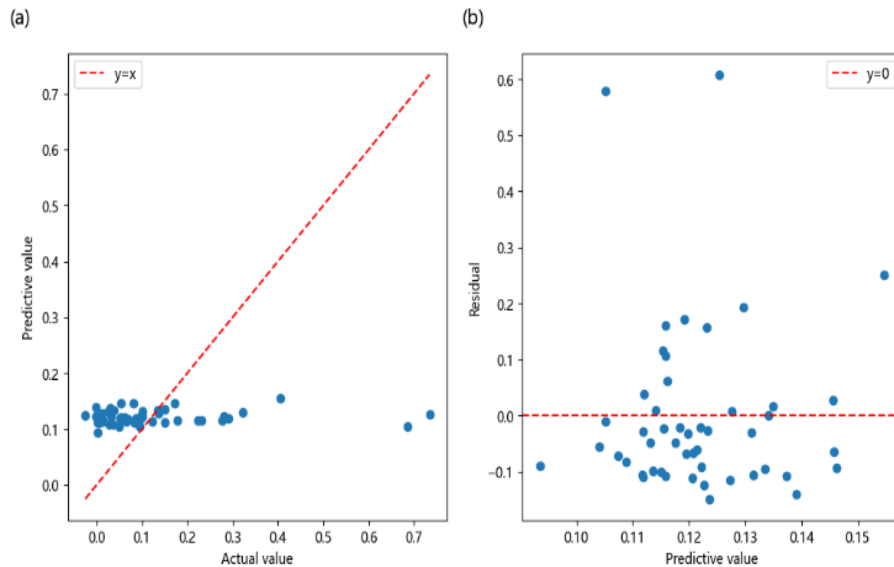 (a)
y=x
Predictive value
0.7
0.6
0.5
0.4
0.3
0.2
0.1
0.0
0.0 0.1 0.2 0.3 0.4 0.5 0.6 0.7
Actual value
(b)
y=0
Residual
0.6
0.5
0.4
0.3
0.2
0.1
0.0
−0.1
0.10 0.11 0.12 0.13 0.14 0.15
Predictive value